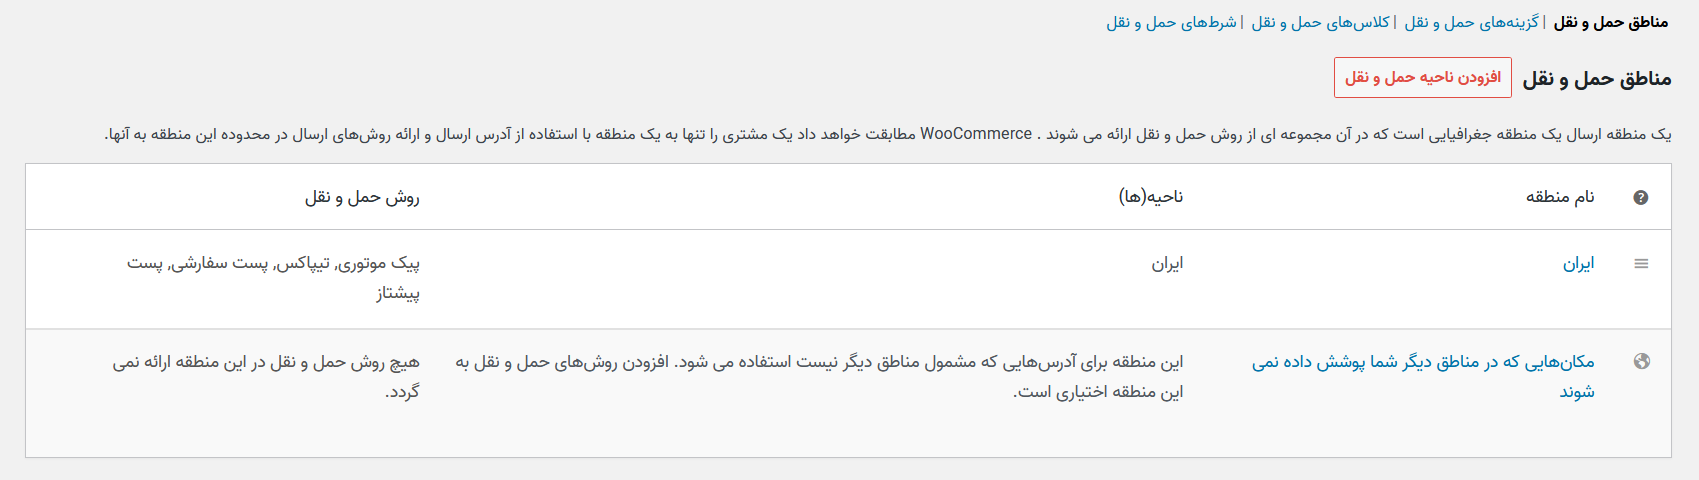 مناطق حمل و نقل | گزینه‌های حمل و نقل | کلاس‌های حمل و نقل | شرط‌های حمل و نقل
مناطق حمل و نقل افزودن ناحیه حمل و نقل
یک منطقه ارسال یک منطقه جغرافیایی است که در آن مجموعه ای از روش حمل و نقل ارائه می شوند . WooCommerce مطابقت خواهد داد یک مشتری را تنها به یک منطقه با استفاده از آدرس ارسال و ارائه روش‌های ارسال در محدوده این منطقه به آنها.
نام منطقه ناحیه(ها) روش حمل و نقل
ایران ایران پیک موتوری, تیپاکس, پست سفارشی, پست
پیشتاز
مکان‌هایی که در مناطق دیگر شما پوشش داده نمی
شوند
این منطقه برای آدرس‌هایی که مشمول مناطق دیگر نیست استفاده می شود. افزودن روش‌های حمل و نقل به
این منطقه اختیاری است.
هیچ روش حمل و نقل در این منطقه ارائه نمی
گردد.